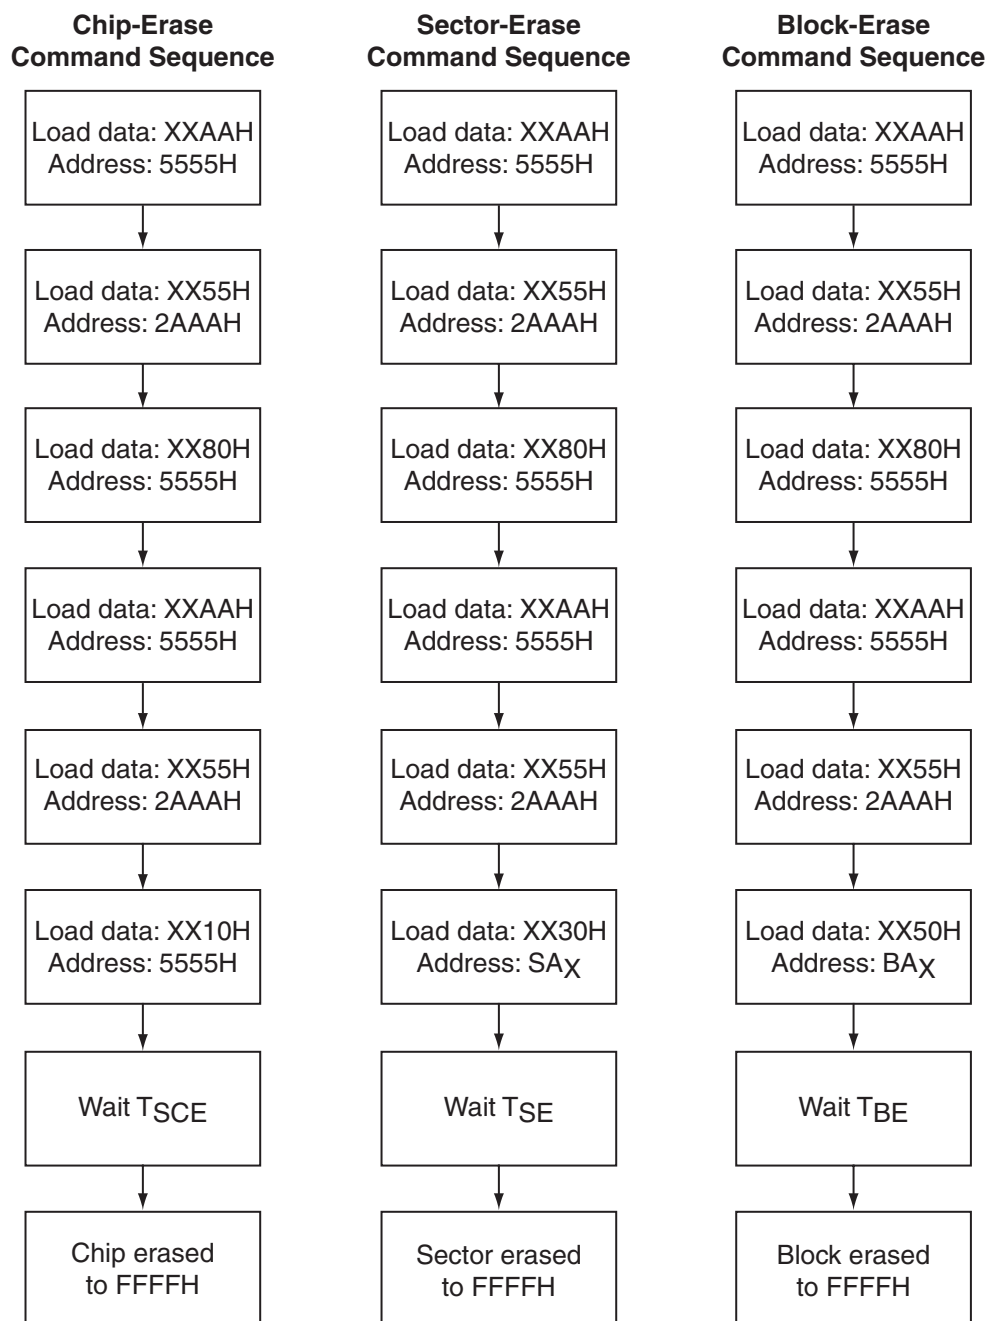 Chip-Erase
Command Sequence
Load data: XXAAH
Address: 5555H
Load data: XX55H
Address: 2AAAH
Load data: XX80H
Address: 5555H
Load data: XXAAH
Address: 5555H
Load data: XX55H
Address: 2AAAH
Load data: XX10H
Address: 5555H
Wait TSCE
Chip erased
to FFFFH
Sector-Erase
Command Sequence
Load data: XXAAH
Address: 5555H
Load data: XX55H
Address: 2AAAH
Load data: XX80H
Address: 5555H
Load data: XXAAH
Address: 5555H
Load data: XX55H
Address: 2AAAH
Load data: XX30H
Address: SAX
Wait TSE
Sector erased
to FFFFH
Block-Erase
Command Sequence
Load data: XXAAH
Address: 5555H
Load data: XX55H
Address: 2AAAH
Load data: XX80H
Address: 5555H
Load data: XXAAH
Address: 5555H
Load data: XX55H
Address: 2AAAH
Load data: XX50H
Address: BAX
Wait TBE
Block erased
to FFFFH